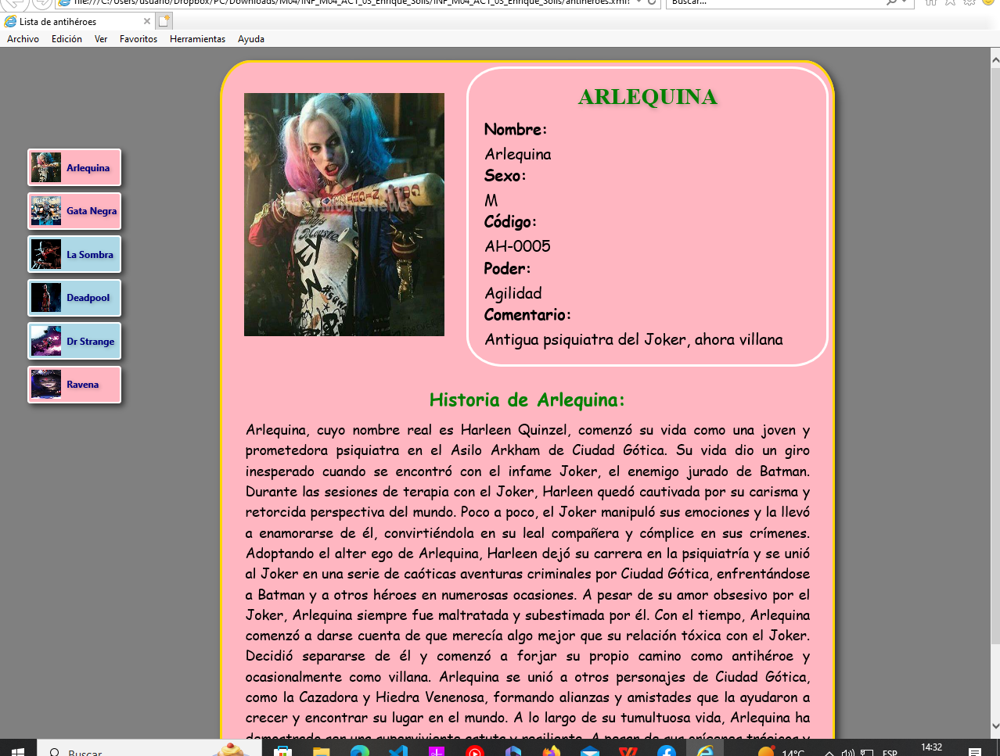 file:///C:/Users/usuario/Dropbox/PC/Downloads/M04/INF_M04_ACT_03_Enrique_Solis/INF_M04_ACT_03_Enrique_Solis/antiheroes.xml
Buscar...
Lista de antihéroes
Archivo Edición Ver Favoritos Herramientas Ayuda
Arlequina
Gata Negra
La Sombra
Deadpool
Dr Strange
Ravena
ARLEQUINA
Nombre:
Arlequina
Sexo:
M
Código:
AH-0005
Poder:
Agilidad
Comentario:
Antigua psiquiatra del Joker, ahora villana
Historia de Arlequina:
Arlequina, cuyo nombre real es Harleen Quinzel, comenzó su vida como una joven y
prometedora psiquiatra en el Asilo Arkham de Ciudad Gótica. Su vida dio un giro
inesperado cuando se encontró con el infame Joker, el enemigo jurado de Batman.
Durante las sesiones de terapia con el Joker, Harleen quedó cautivada por su carisma y
retorcida perspectiva del mundo. Poco a poco, el Joker manipuló sus emociones y la llevó
a enamorarse de él, convirtiéndola en su leal compañera y cómplice en sus crímenes.
Adoptando el alter ego de Arlequina, Harleen dejó su carrera en la psiquiatría y se unió
al Joker en una serie de caóticas aventuras criminales por Ciudad Gótica, enfrentándose
a Batman y a otros héroes en numerosas ocasiones. A pesar de su amor obsesivo por el
Joker, Arlequina siempre fue maltratada y subestimada por él. Con el tiempo, Arlequina
comenzó a darse cuenta de que merecía algo mejor que su relación tóxica con el Joker.
Decidió separarse de él y comenzó a forjar su propio camino como antihéroe y
ocasionalmente como villana. Arlequina se unió a otros personajes de Ciudad Gótica,
como la Cazadora y Hiedra Venenosa, formando alianzas y amistades que la ayudaron a
crecer y encontrar su lugar en el mundo. A lo largo de su tumultuosa vida, Arlequina ha
demostrado ser una superviviente astuta y resiliente. A pesar de sus orígenes trágicos y
Buscar
14°C
ESP
14:32